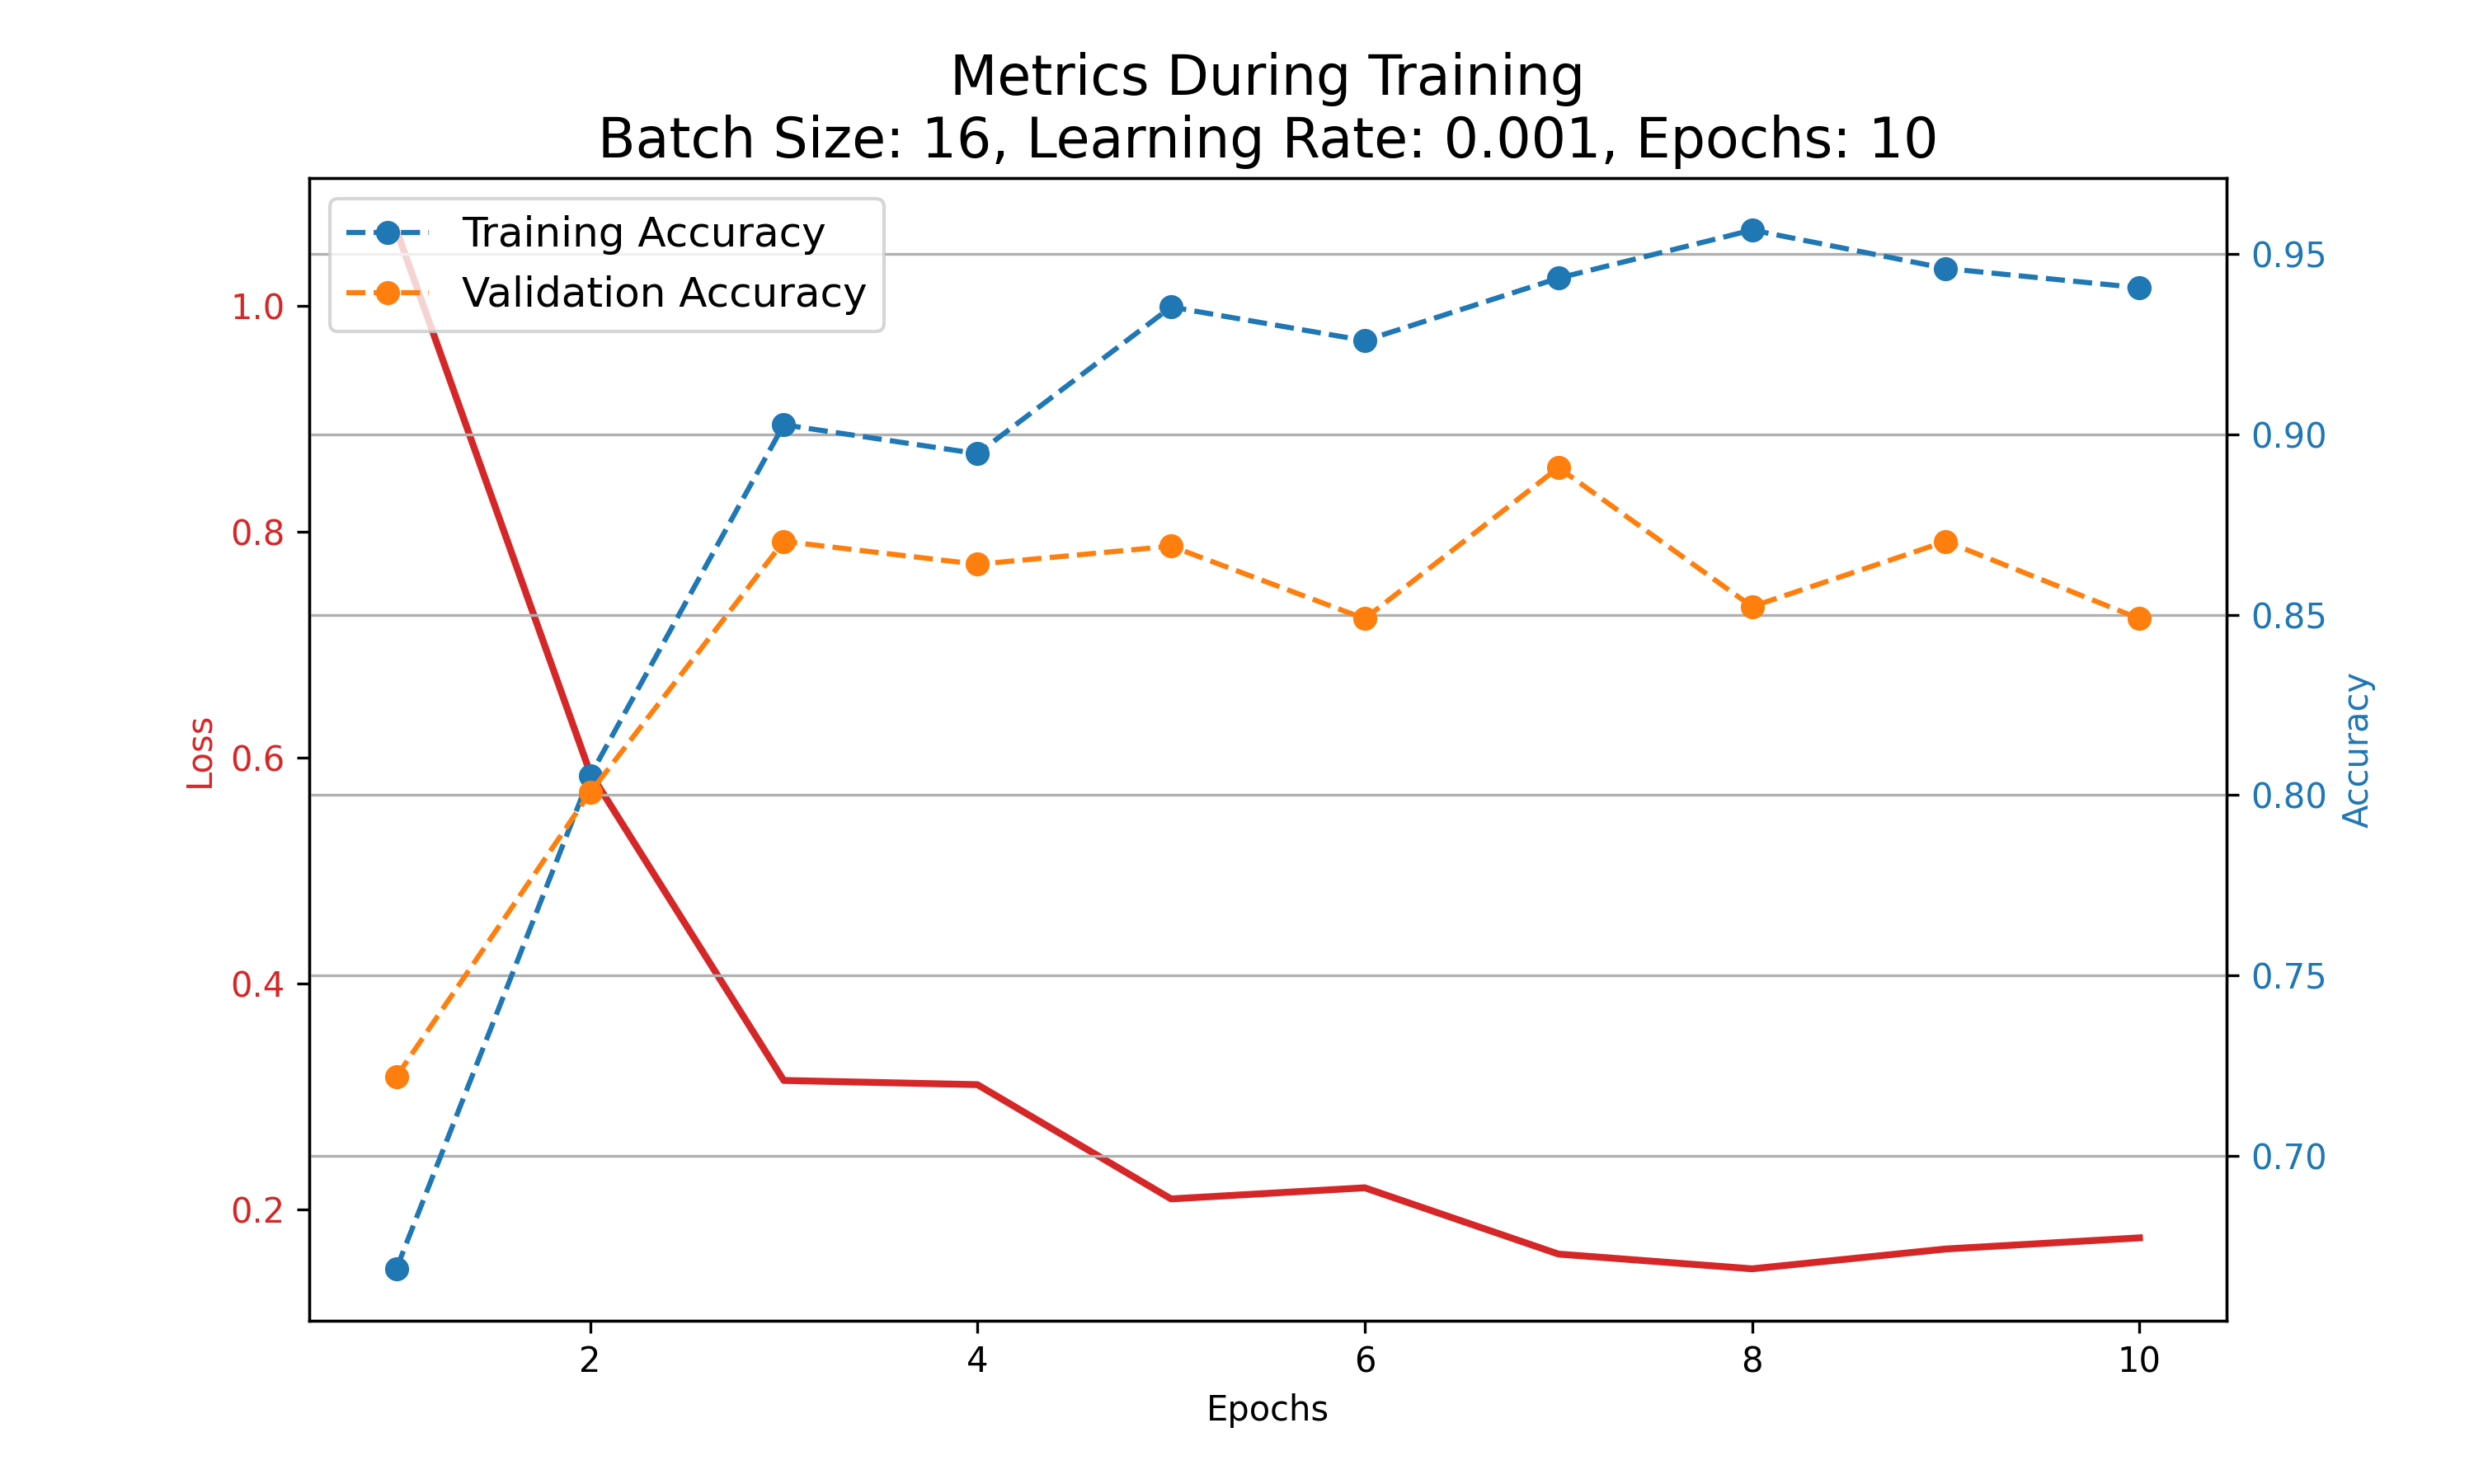 Metrics During Training
Batch Size: 16, Learning Rate: 0.001, Epochs: 10
Training Accuracy
Validation Accuracy
1.0
0.8
0.6
0.4
0.2
Loss
0.95
0.90
0.85
0.80
0.75
0.70
Accuracy
2 4 6 8 10
Epochs